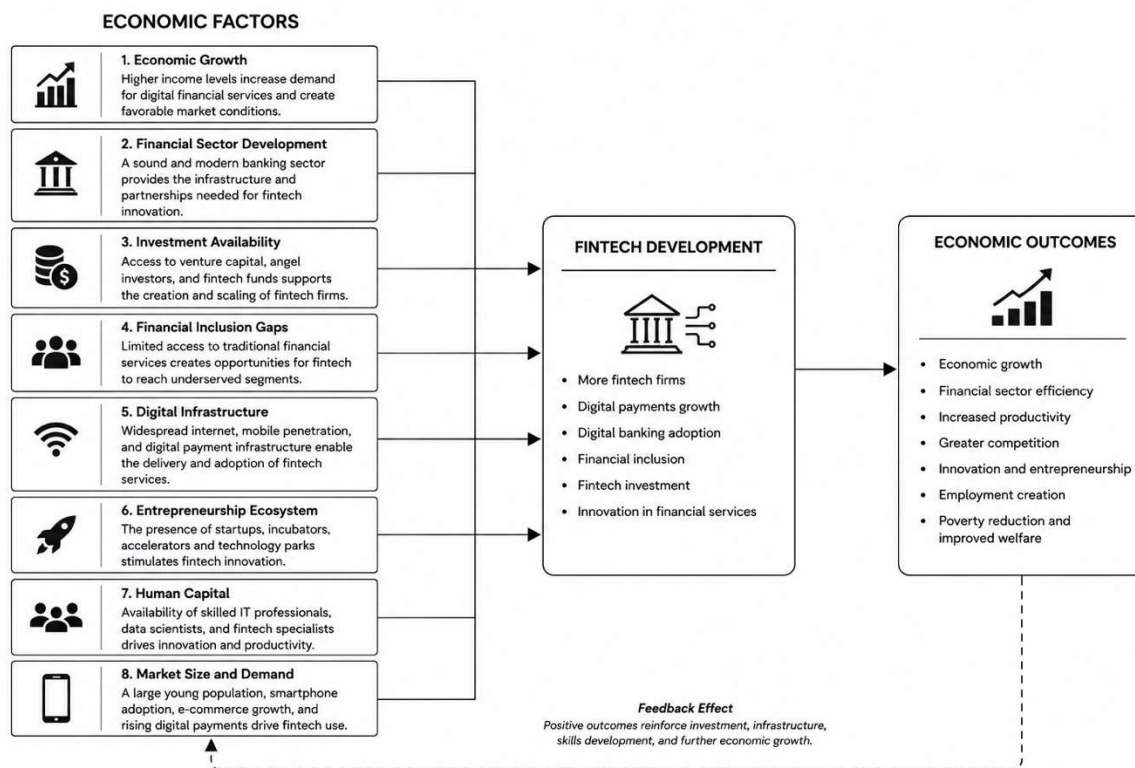 ECONOMIC FACTORS
1. Economic Growth
Higher income levels increase demand
for digital financial services and create
favorable market conditions.
2. Financial Sector Development
A sound and modern banking sector
provides the infrastructure and
partnerships needed for fintech
innovation.
3. Investment Availability
Access to venture capital, angel
investors, and fintech funds supports
the creation and scaling of fintech firms.
4. Financial Inclusion Gaps
Limited access to traditional financial
services creates opportunities for fintech
to reach underserved segments.
5. Digital Infrastructure
Widespread internet, mobile penetration,
and digital payment infrastructure enable
the delivery and adoption of fintech
services.
6. Entrepreneurship Ecosystem
The presence of startups, incubators,
accelerators and technology parks
stimulates fintech innovation.
7. Human Capital
Availability of skilled IT professionals,
data scientists, and fintech specialists
drives innovation and productivity.
8. Market Size and Demand
A large young population, smartphone
adoption, e-commerce growth, and
rising digital payments drive fintech use.
FINTECH DEVELOPMENT
• More fintech firms
• Digital payments growth
• Digital banking adoption
• Financial inclusion
• Fintech investment
• Innovation in financial services
ECONOMIC OUTCOMES
• Economic growth
• Financial sector efficiency
• Increased productivity
• Greater competition
• Innovation and entrepreneurship
• Employment creation
• Poverty reduction and
improved welfare
Feedback Effect
Positive outcomes reinforce investment, infrastructure,
skills development, and further economic growth.